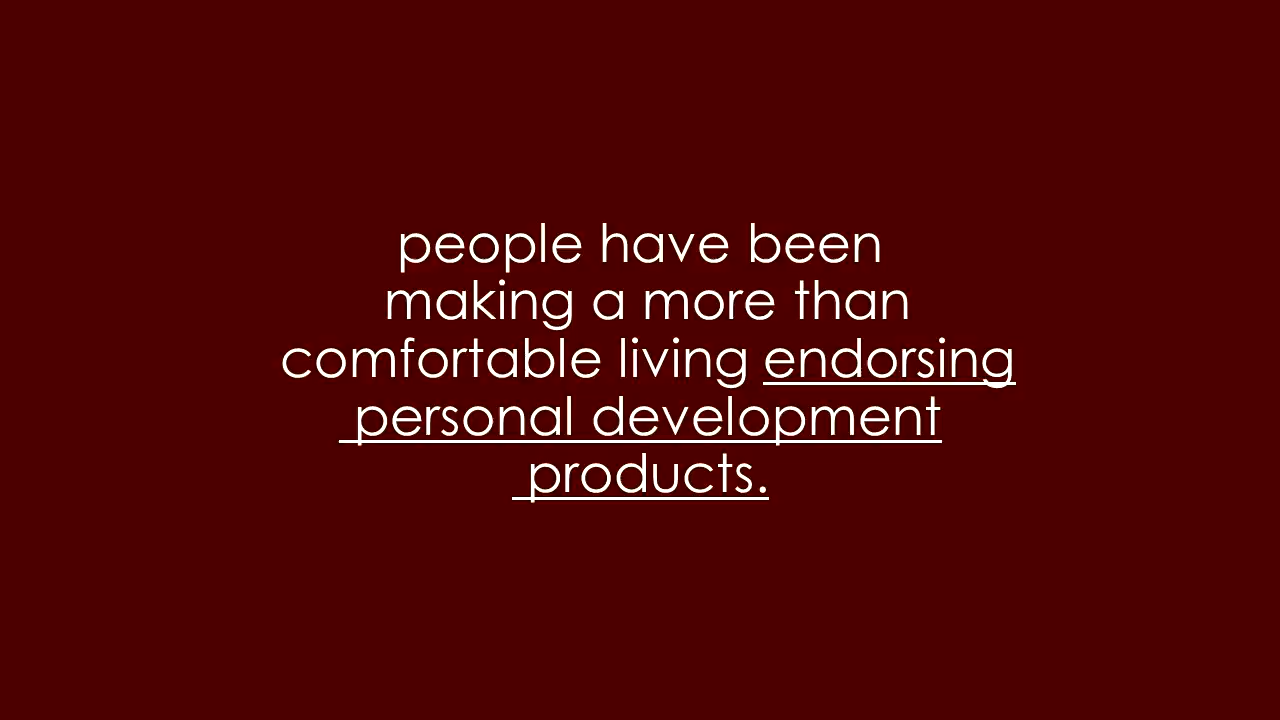 people have been
making a more than
comfortable living endorsing
personal development
products.